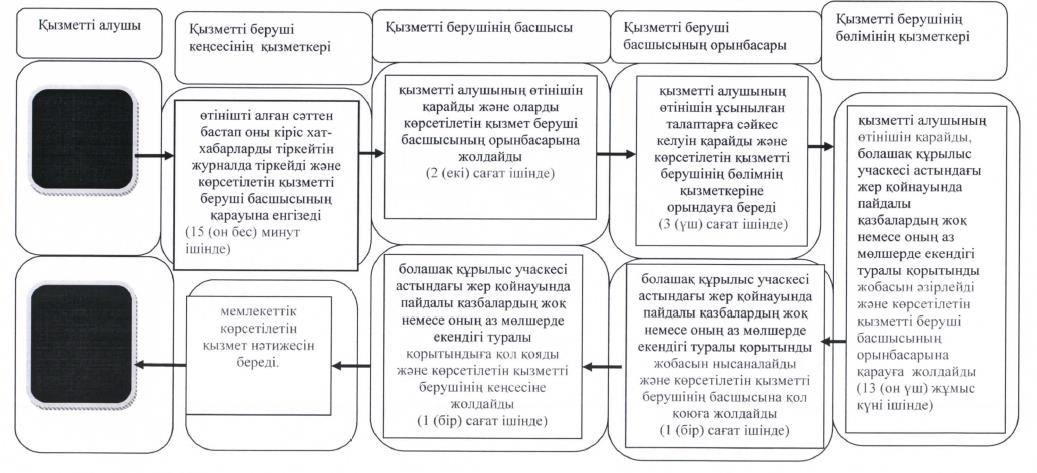 Қызметті алушы
Қызметті беруші
кеңсесінің қызметкері
Қызметті берушінің басшысы
Қызметті беруші
басшысының орынбасары
Қызметті берушінің
бөлімінің қызметкері
өтінішті алған сәттен
бастап оны кіріс хат-
хабарларды тіркейтін
журналда тіркейді және
көрсетілетін қызметті
беруші басшысының
қарауына енгізеді
(15 (он бес) минут
ішінде)
қызметті алушының өтінішін
қарайды және оларды
көрсетілетін қызмет беруші
басшысының орынбасарына
жолдайды
(2 (екі) сағат ішінде)
қызметті алушының
өтінішін ұсынылған
талаптарға сәйкес
келуін қарайды және
көрсетілетін қызметті
берушінің бөлімнің
қызметкеріне
орындауға береді
(3 (үш) сағат ішінде)
қызметті алушының
өтінішін қарайды,
болашақ құрылыс
учаскесі астындағы
жер қойнауында
пайдалы
қазбалардың жоқ
немесе оның аз
мөлшерде екендігі
туралы қорытынды
жобасын әзірлейді
және көрсетілетін
қызметті беруші
басшысының
орынбасарына
қарауға жолдайды
(13 (он үш) жұмыс
күні ішінде)
болашақ құрылыс учаскесі
астындағы жер қойнауында
пайдалы қазбалардың жоқ
немесе оның аз мөлшерде
екендігі туралы қорытынды
жобасын нысаналайды
және көрсетілетін қызметті
берушінің басшысына қол
қоюға жолдайды
(1 (бір) сағат ішінде)
болашақ құрылыс учаскесі
астындағы жер қойнауында
пайдалы қазбалардың жоқ
немесе оның аз мөлшерде
екендігі туралы
қорытындыға қол қояды
және көрсетілетін қызметті
берушінің кеңсесіне
жолдайды
(1 (бір) сағат ішінде)
мемлекеттік
көрсетілетін
қызмет нәтижесін
береді.